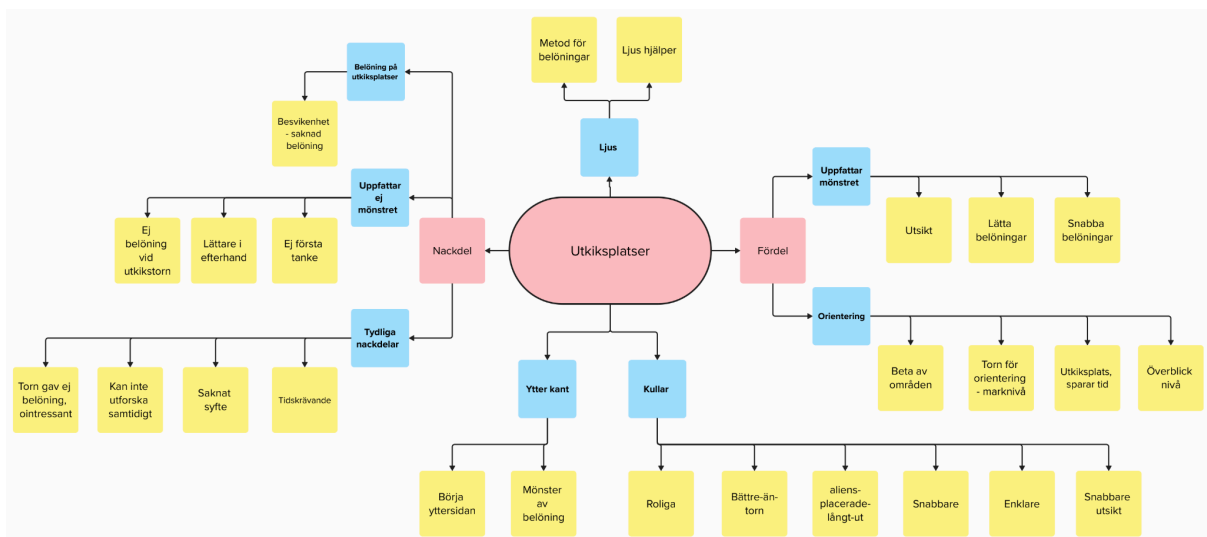 Metod för
belöningar
Ljus hjälper
Belöning på
utkiksplatser
Besvikenhet
- saknad
belöning
Ljus
Uppfattar
ej
mönstret
Uppfattar
mönstret
Ej
belöning
vid
utkikstorn
Lättare i
efterhand
Ej första
tanke
Nackdel
Utkiksplatser
Fördel
Utsikt
Lätta
belöningar
Snabba
belöningar
Tydliga
nackdelar
Orientering
Torn gav ej
belöning,
ointressant
Kan inte
utforska
samtidigt
Saknat
syfte
Tidskrävande
Ytter kant
Kullar
Beta av
områden
Torn för
orientering
- marknivå
Utkiksplats,
sparar tid
Överblick
nivå
Börja
yttersidan
Mönster
av
belöning
Roliga
Bättre-än-
torn
aliens-
placerade-
långt-ut
Snabbare
Enklare
Snabbare
utsikt